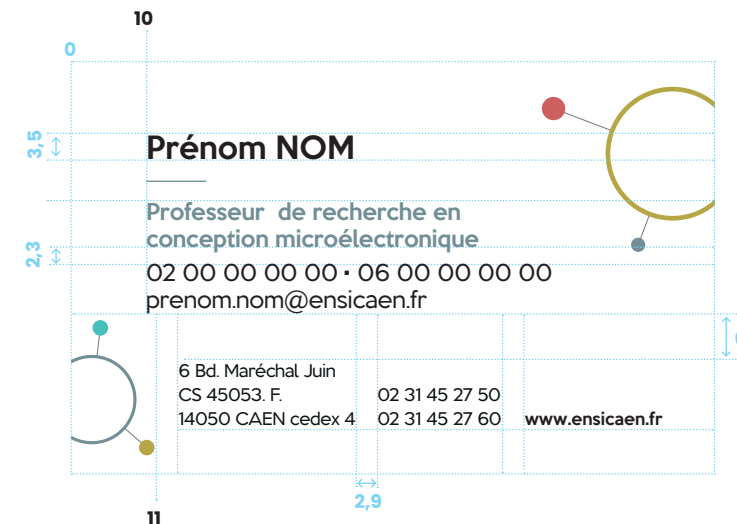 10
0
3,5
Prénom NOM
Professeur de recherche en
conception microélectronique
2,3
02 00 00 00 00 • 06 00 00 00 00
prenom.nom@ensicaen.fr
6 Bd. Maréchal Juin
CS 45053. F. 02 31 45 27 50
14050 CAEN cedex 4 02 31 45 27 60 www.ensicaen.fr
2,9
11